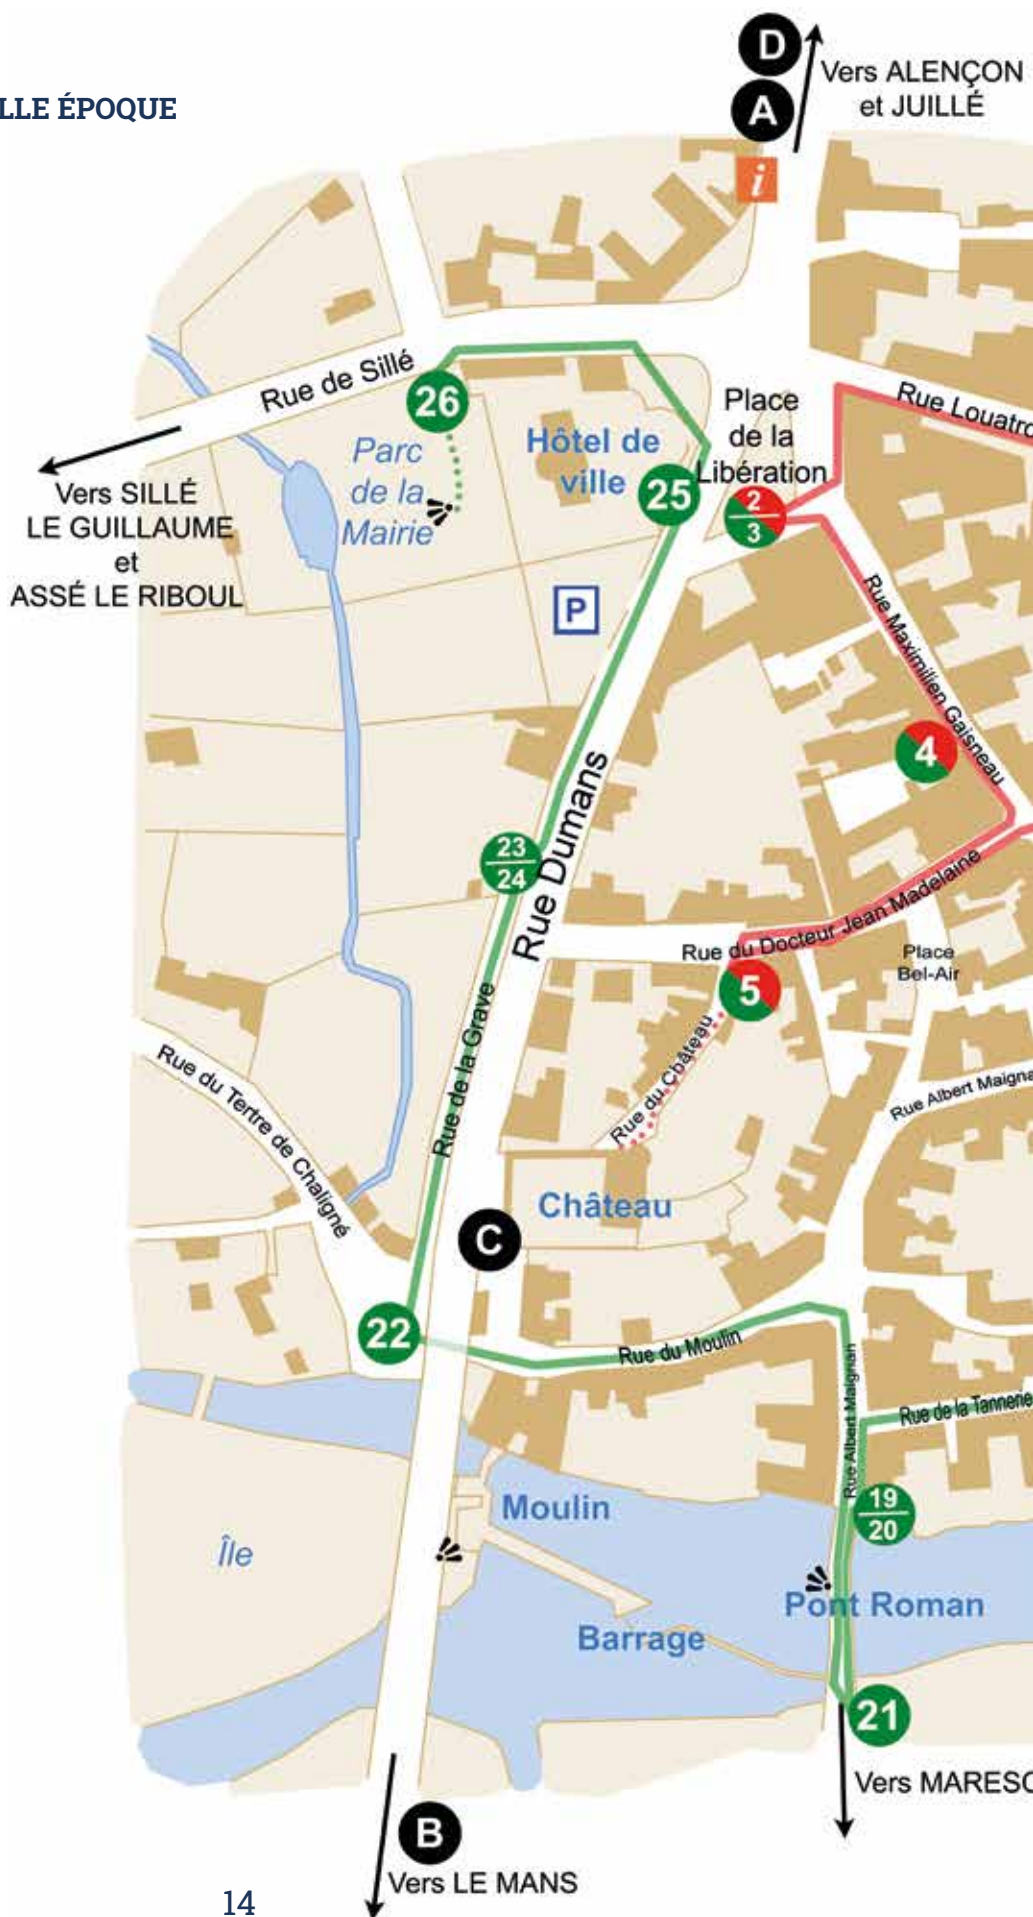 D
A
Vers ALENÇON
et JUILLÉ
LLE ÉPOQUE
i
Rue de Sillé
26
Parc
de la
Mairie
Hôtel de
ville
25
Place
de la
Libération
2
3
Rue Louatro
Vers SILLÉ
LE GUILLAUME
et
ASSÉ LE RIBOUL
P
Rue Maximilien Gaisneau
4
Rue Dumans
23
24
Rue du Docteur Jean Madelaine
Place
Bel-Air
5
Rue du Château
Rue de la Grave
Rue du Tertre de Chaligné
Rue Albert Maigna
Château
C
22
Rue du Moulin
Rue Albert Maignan
Rue de la Tannerie
19
20
Moulin
Île
Pont Roman
Barrage
21
Vers MARESC
B
Vers LE MANS
14